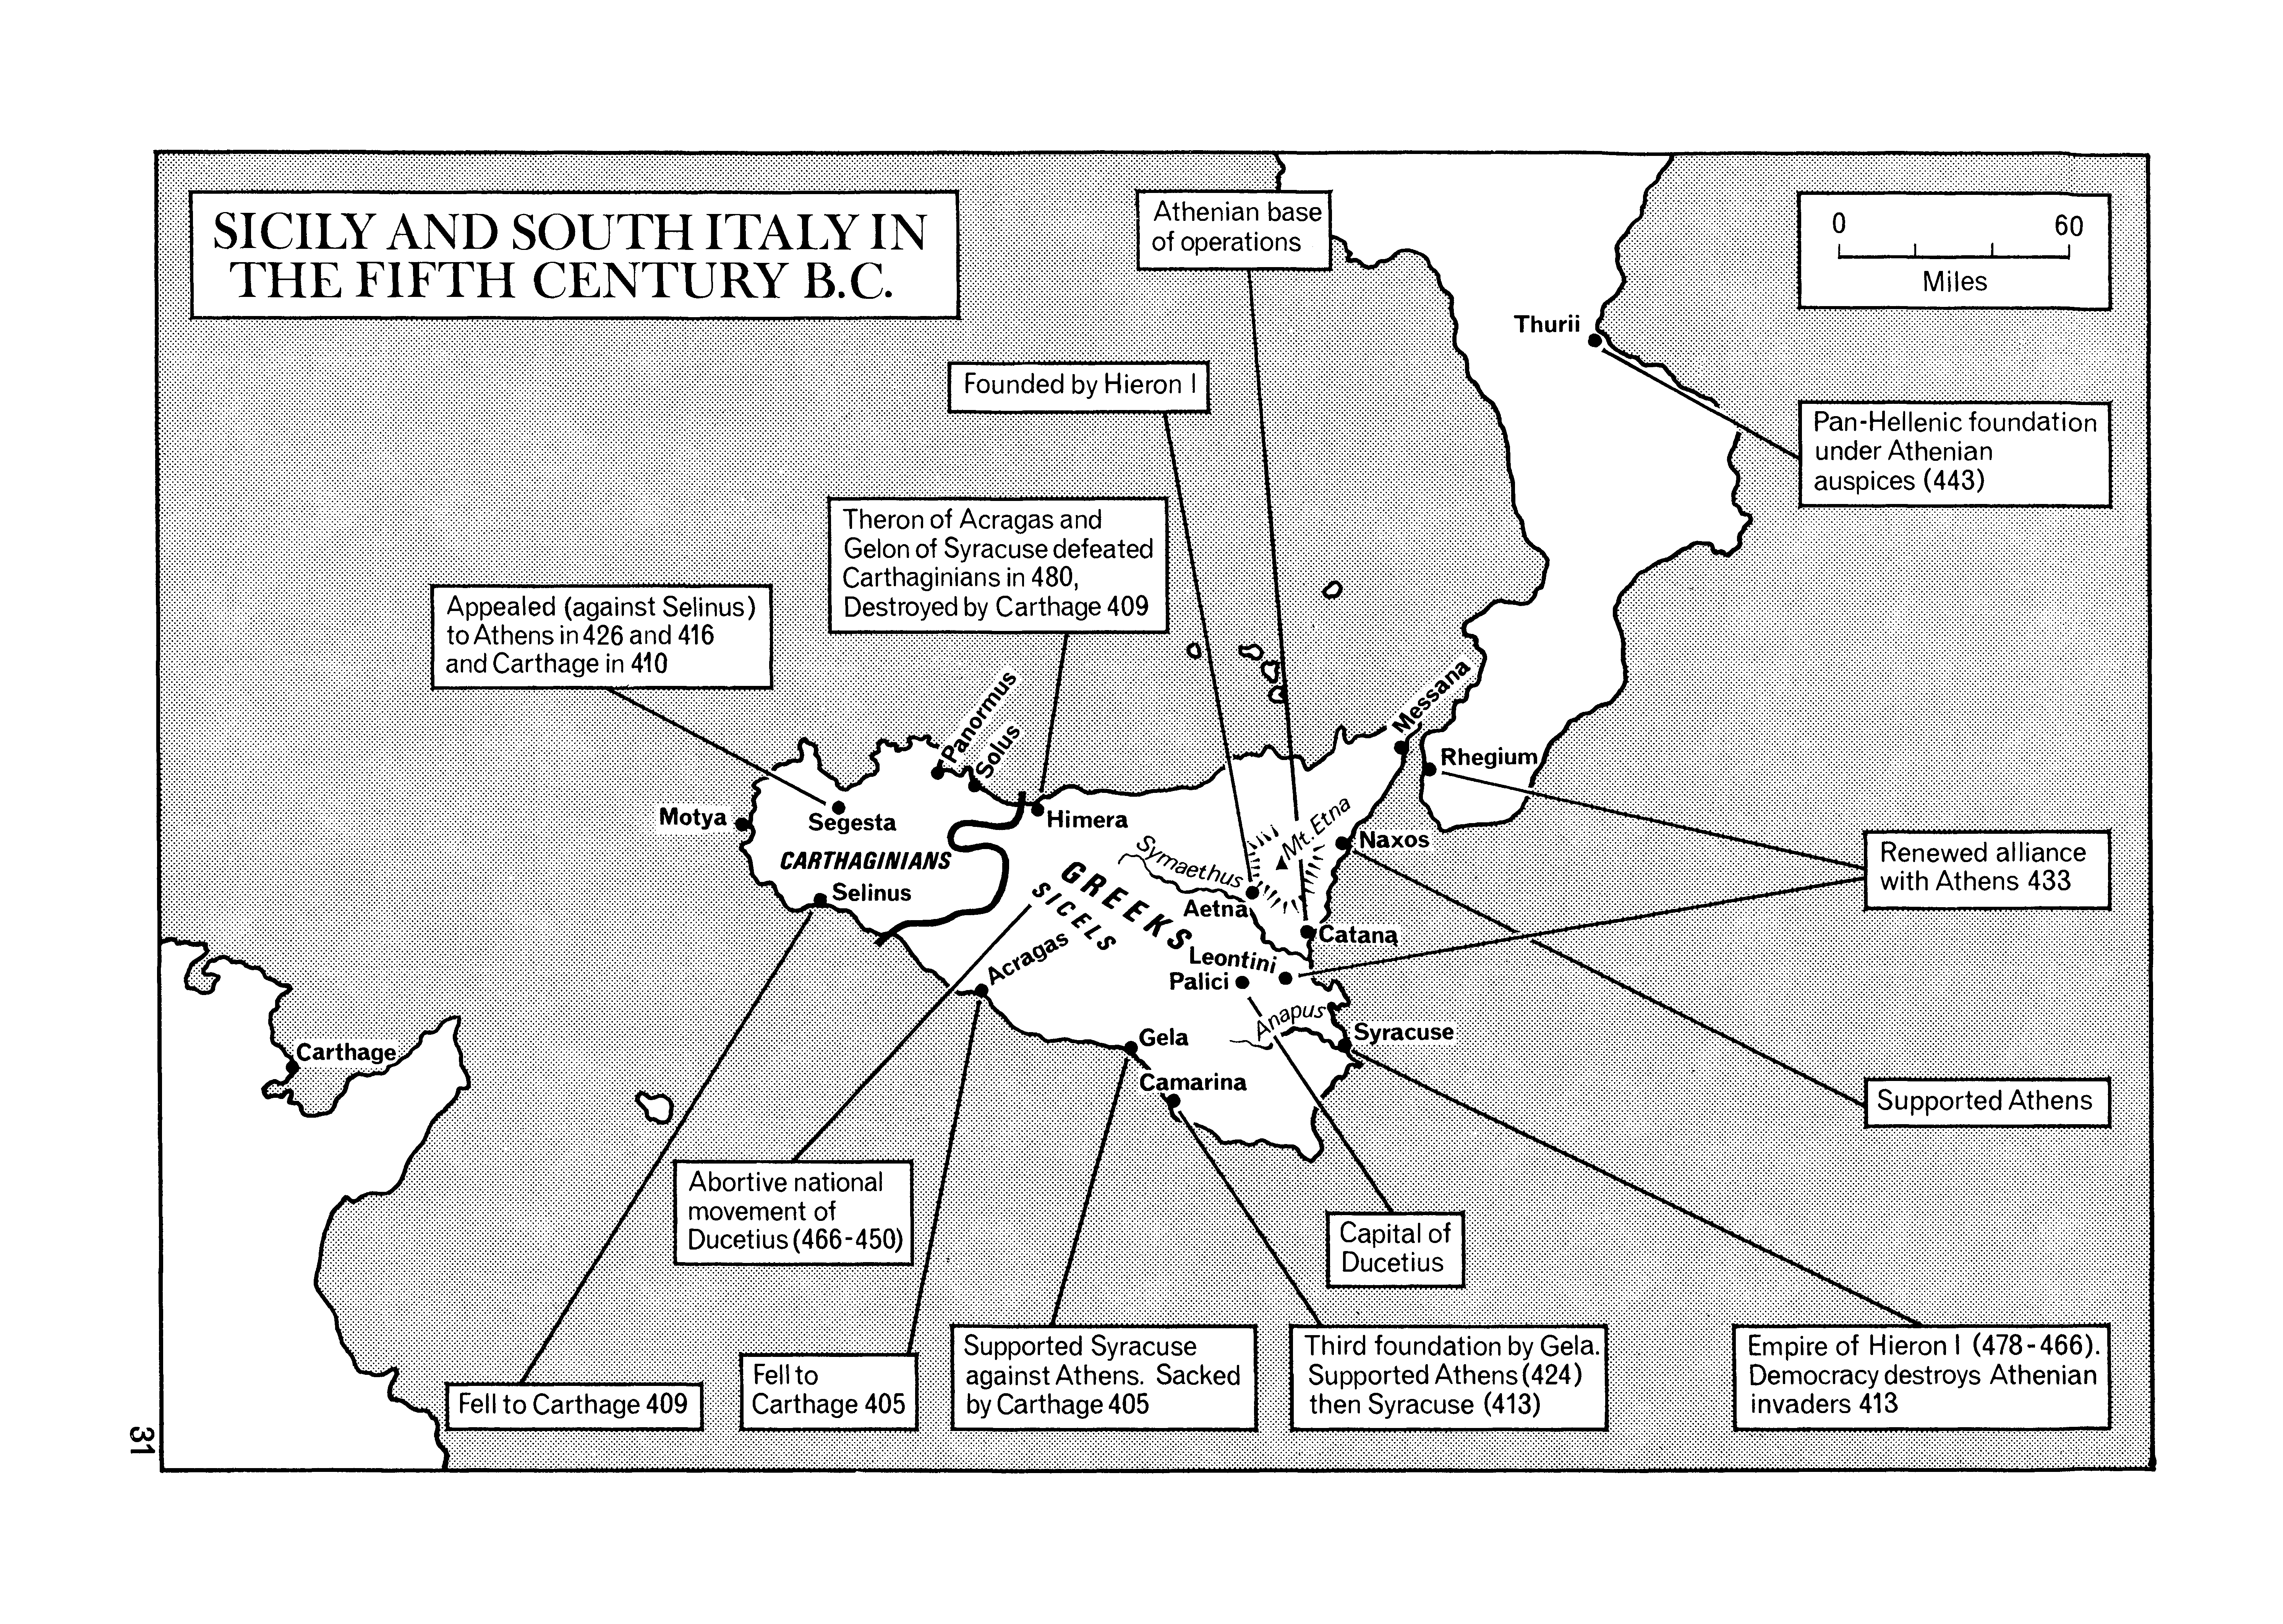 SICILY AND SOUTH ITALY IN
THE FIFTH CENTURY B.C.
Athenian base
of operations
0 60
Miles
Thurii
Founded by Hieron I
Pan-Hellenic foundation
under Athenian
auspices (443)
Theron of Acragas and
Gelon of Syracuse defeated
Carthaginians in 480,
Destroyed by Carthage 409
Appealed (against Selinus)
to Athens in 426 and 416
and Carthage in 410
Panormus
Solus
Messana
Rhegium
Motya
Segesta
Himera
Mt. Etna
Naxos
CARTHAGINIANS
Symaethus
Renewed alliance
with Athens 433
Selinus
GREEKS
SICELS
Aetna
Catana
Acragas
Leontini
Palici
Anapus
Syracuse
Gela
Carthage
Camarina
Supported Athens
Abortive national
movement of
Ducetius (466-450)
Capital of
Ducetius
Fell to Carthage 409
Fell to
Carthage 405
Supported Syracuse
against Athens. Sacked
by Carthage 405
Third foundation by Gela.
Supported Athens (424)
then Syracuse (413)
Empire of Hieron I (478-466).
Democracy destroys Athenian
invaders 413
31